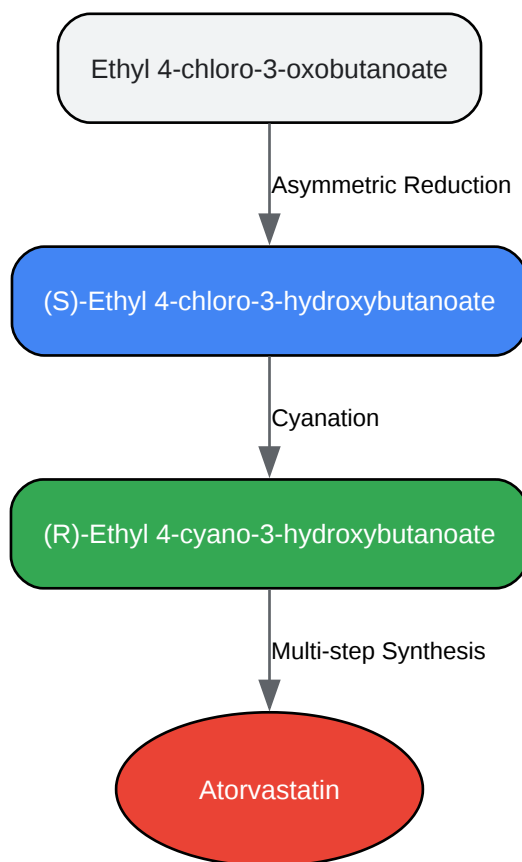 Ethyl 4-chloro-3-oxobutanoate
Asymmetric Reduction
(S)-Ethyl 4-chloro-3-hydroxybutanoate
Cyanation
(R)-Ethyl 4-cyano-3-hydroxybutanoate
Multi-step Synthesis
Atorvastatin